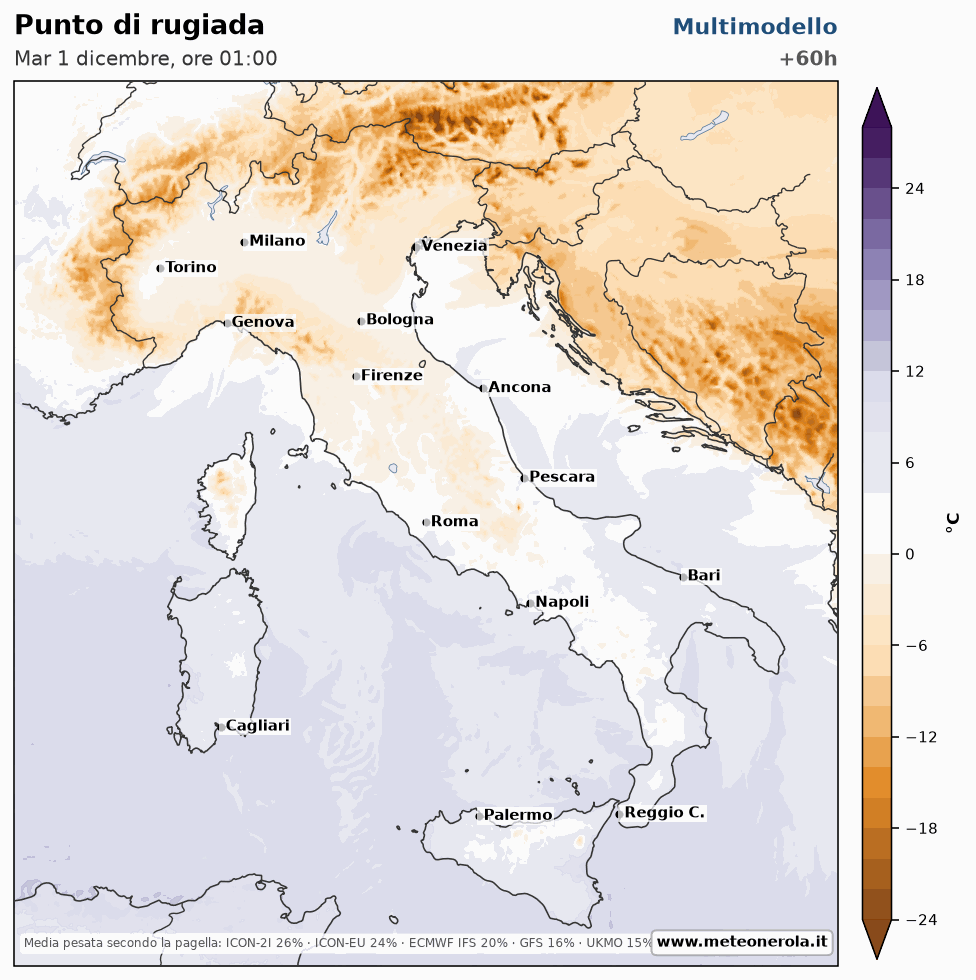 Punto di rugiada
Multimodello
Mar 1 dicembre, ore 01:00
+60h
Milano
Venezia
Torino
Genova
Bologna
Firenze
Ancona
Pescara
Roma
Bari
Napoli
Cagliari
Palermo
Reggio C.
24
18
12
6
0
−6
−12
−18
−24
°C
Media pesata secondo la pagella: ICON-2I 26% · ICON-EU 24% · ECMWF IFS 20% · GFS 16% · UKMO 15%
www.meteonerola.it